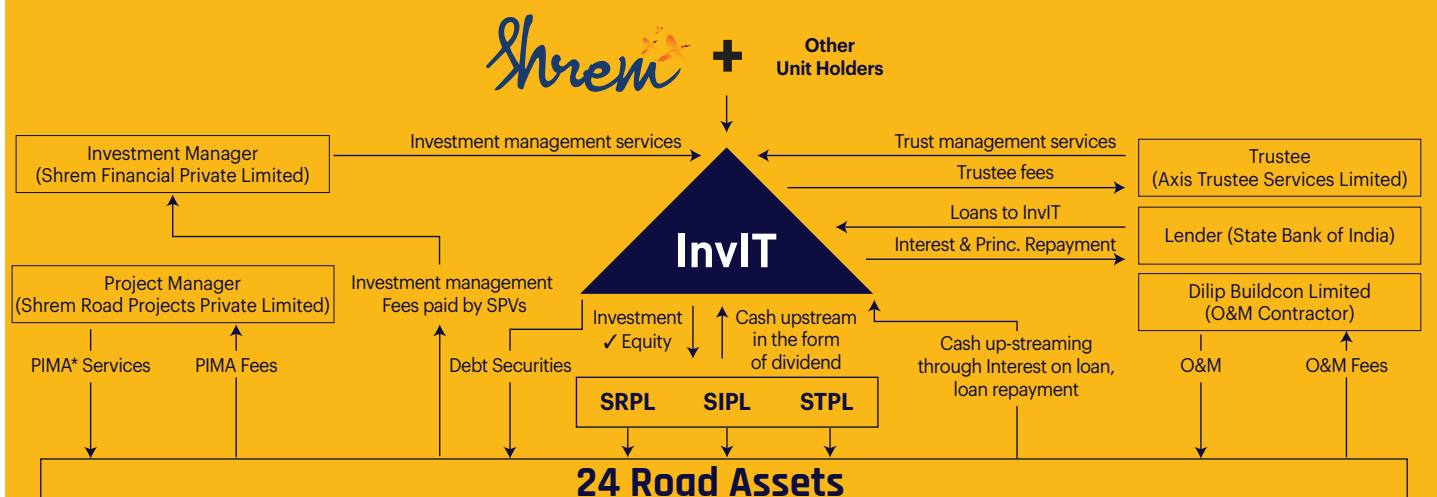 Shrem
+
Other
Unit Holders
Investment management services
Trust management services
Investment Manager
(Shrem Financial Private Limited)
Trustee
(Axis Trustee Services Limited)
Trustee fees
Loans to InvIT
Lender (State Bank of India)
InvIT
Interest & Princ. Repayment
Project Manager
(Shrem Road Projects Private Limited)
Investment management
Fees paid by SPVs
Dilip Buildcon Limited
(O&M Contractor)
Investment
✓ Equity
Cash upstream
in the form
of dividend
Cash up-streaming
through Interest on loan,
loan repayment
PIMA* Services
PIMA Fees
Debt Securities
O&M
O&M Fees
SRPL
SIPL
STPL
24 Road Assets